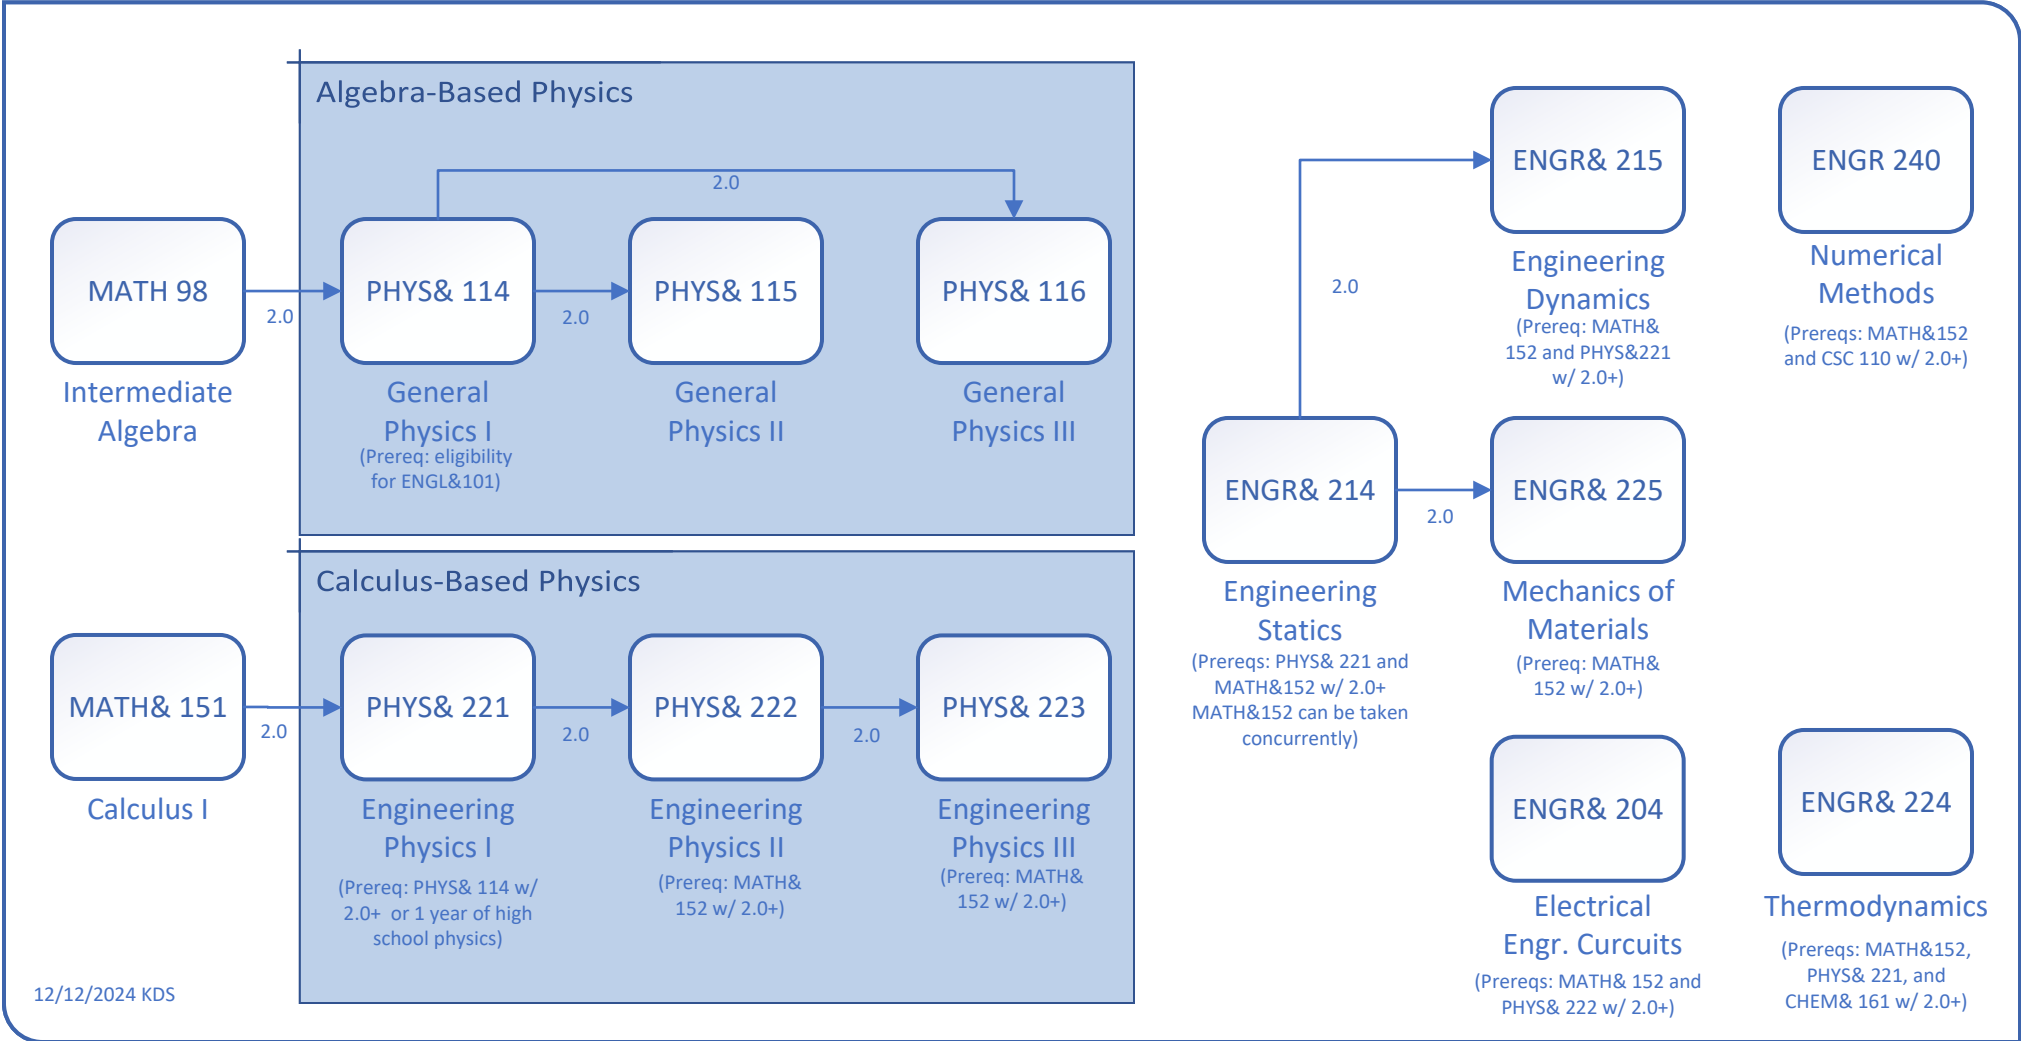 Algebra-Based Physics
2.0
MATH 98
2.0
PHYS& 114
2.0
PHYS& 115
PHYS& 116
Intermediate
Algebra
General
Physics I
(Prereq: eligibility
for ENGL&101)
General
Physics II
General
Physics III
Calculus-Based Physics
MATH& 151
2.0
PHYS& 221
2.0
PHYS& 222
2.0
PHYS& 223
Calculus I
Engineering
Physics I
(Prereq: PHYS& 114 w/
2.0+ or 1 year of high
school physics)
Engineering
Physics II
(Prereq: MATH&
152 w/ 2.0+)
Engineering
Physics III
(Prereq: MATH&
152 w/ 2.0+)
ENGR& 215
Engineering
Dynamics
(Prereq: MATH&
152 and PHYS&221
w/ 2.0+)
ENGR 240
Numerical
Methods
(Prereqs: MATH&152
and CSC 110 w/ 2.0+)
2.0
ENGR& 214
2.0
ENGR& 225
Engineering
Statics
(Prereqs: PHYS& 221 and
MATH&152 w/ 2.0+
MATH&152 can be taken
concurrently)
Mechanics of
Materials
(Prereq: MATH&
152 w/ 2.0+)
ENGR& 204
Electrical
Engr. Curcuits
(Prereqs: MATH& 152 and
PHYS& 222 w/ 2.0+)
ENGR& 224
Thermodynamics
(Prereqs: MATH&152,
PHYS& 221, and
CHEM& 161 w/ 2.0+)
12/12/2024 KDS